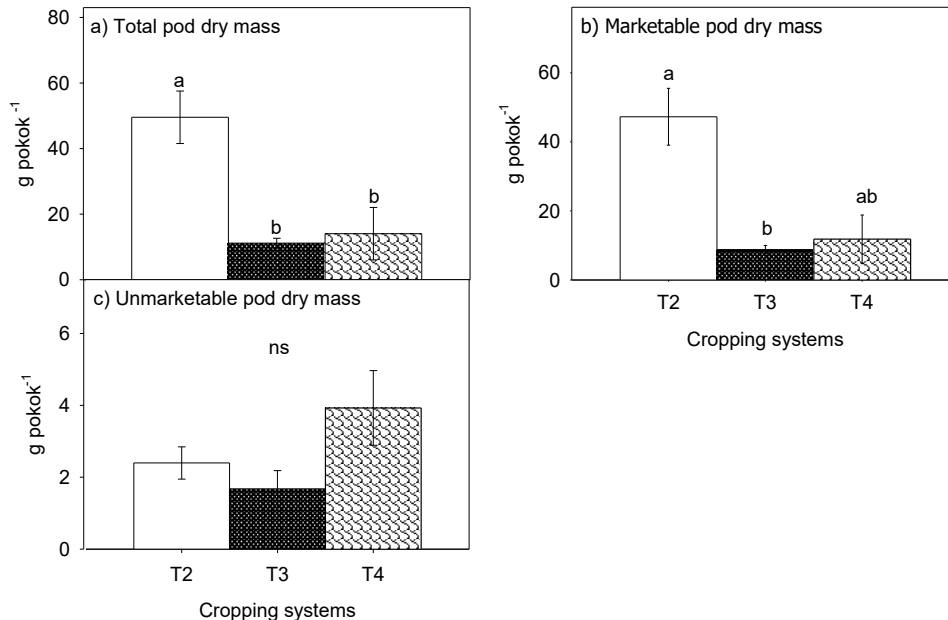 a) Total pod dry mass
g pokok⁻¹
80
60
40
20
0
a
b
b
b) Marketable pod dry mass
g pokok⁻¹
60
40
20
0
a
b
ab
T2
T3
T4
Cropping systems
c) Unmarketable pod dry mass
g pokok⁻¹
6
4
2
0
ns
T2
T3
T4
Cropping systems